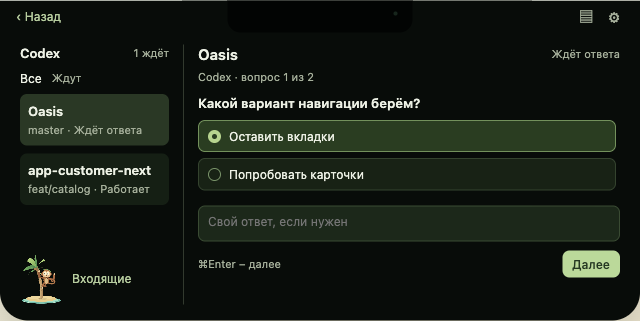 ‹ Назад
Codex
1 ждёт
Все Ждут
Oasis
master · Ждёт ответа
app-customer-next
feat/catalog · Работает
Входящие
Oasis
Ждёт ответа
Codex · вопрос 1 из 2
Какой вариант навигации берём?
Оставить вкладки
Попробовать карточки
Свой ответ, если нужен
⌘Enter – далее
Далее